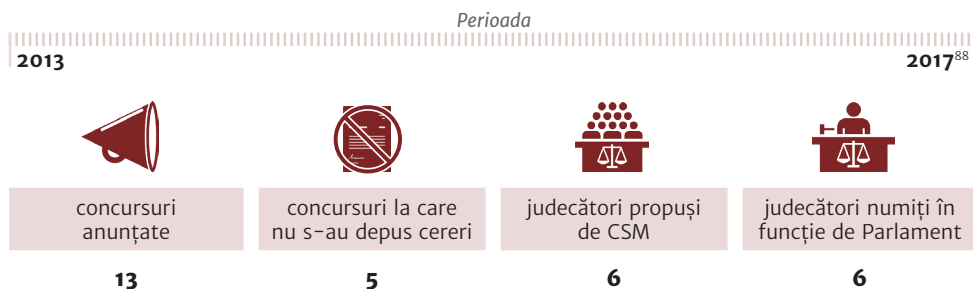 Perioada
2013
2017⁸⁸
concursuri
anunțate
concursuri la care
nu s-au depus cereri
judecători propuși
de CSM
judecători numiți în
funcție de Parlament
13
5
6
6